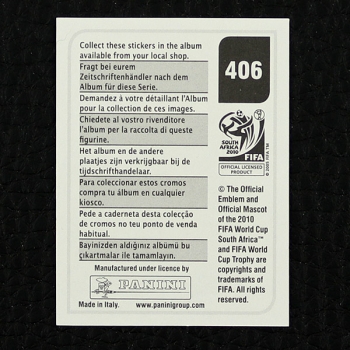 Collect these stickers in the album
available from your local shop.
Fragt bei eurem
Zeitschriftenhändler nach dem
Album für diese Serie.
Demandez à votre détaillant l'Album
pour la collection de ces images.
Chiedete al vostro rivenditore
l'album per la raccolta di queste
figurine.
Het album en de andere
plaatjes zijn verkrijgbaar bij de
tijdschrifthandelaar.
Para coleccionar estos cromos
compra tu álbum en cualquier
kiosco.
Pede a caderneta desta colecção
de cromos no teu ponto de venda
habitual.
Bayinizden aldığınız albümü bu
çıkartmalar ile tamamlayın.
Manufactured under licence by
PANINI
Made in Italy.
www.paninigroup.com
406
SOUTH AFRICA
2010
FIFA
OFFICIAL LICENSED
PRODUCT
© The Official
Emblem and
Official Mascot
of the 2010
FIFA World Cup
South Africa™
and FIFA World
Cup Trophy are
copyrights and
trademarks of
FIFA. All rights
reserved.